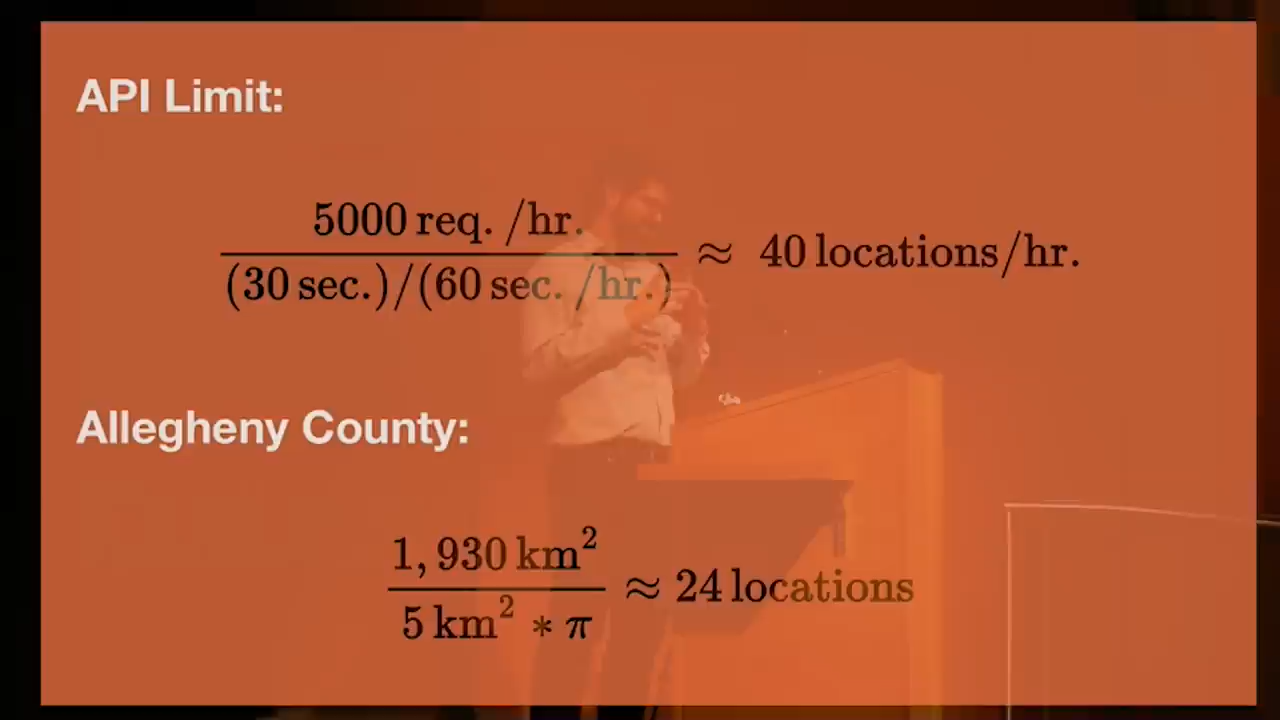 API Limit:
5000 req. /hr.
(30 sec.)/(60 sec. /hr.)
≈ 40 locations/hr.
Allegheny County:
1, 930 km²
5 km² * π
≈ 24 locations